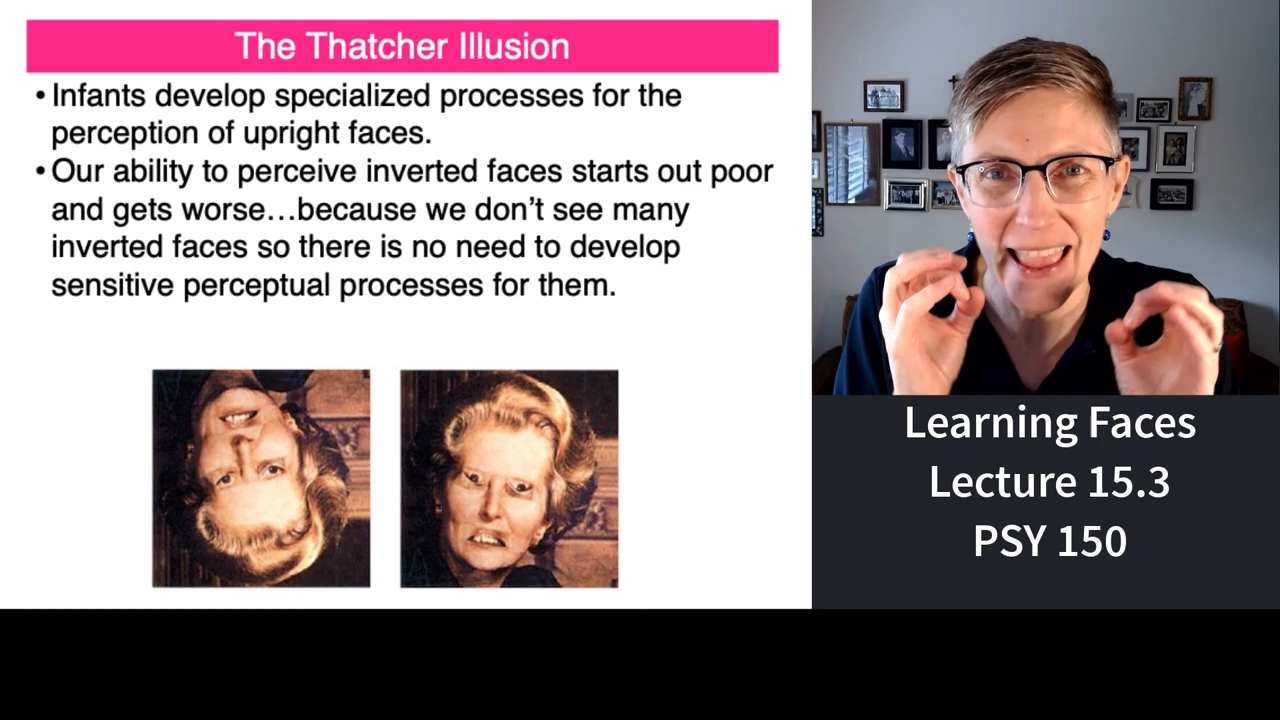 The Thatcher Illusion
•Infants develop specialized processes for the
perception of upright faces.
•Our ability to perceive inverted faces starts out poor
and gets worse…because we don’t see many
inverted faces so there is no need to develop
sensitive perceptual processes for them.
Learning Faces
Lecture 15.3
PSY 150